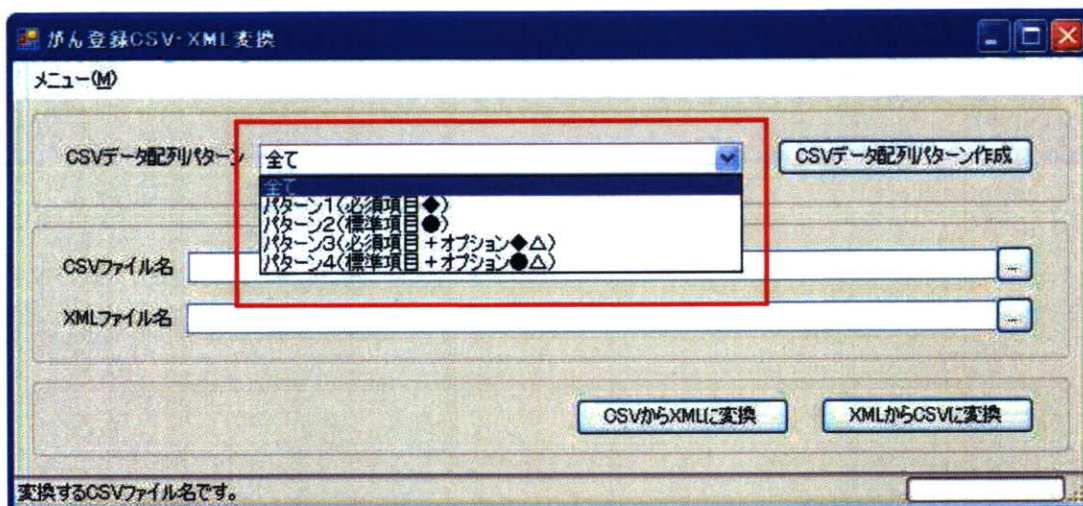 がん登録CSV・XML変換
メニュー(M)
CSVデータ配列パターン
全て
CSVデータ配列パターン作成
全て
パターン1(必須項目◆)
パターン2(標準項目●)
パターン3(必須項目+オプション◆△)
パターン4(標準項目+オプション●△)
CSVファイル名
...
XMLファイル名
...
CSVからXMLに変換
XMLからCSVに変換
変換するCSVファイル名です。